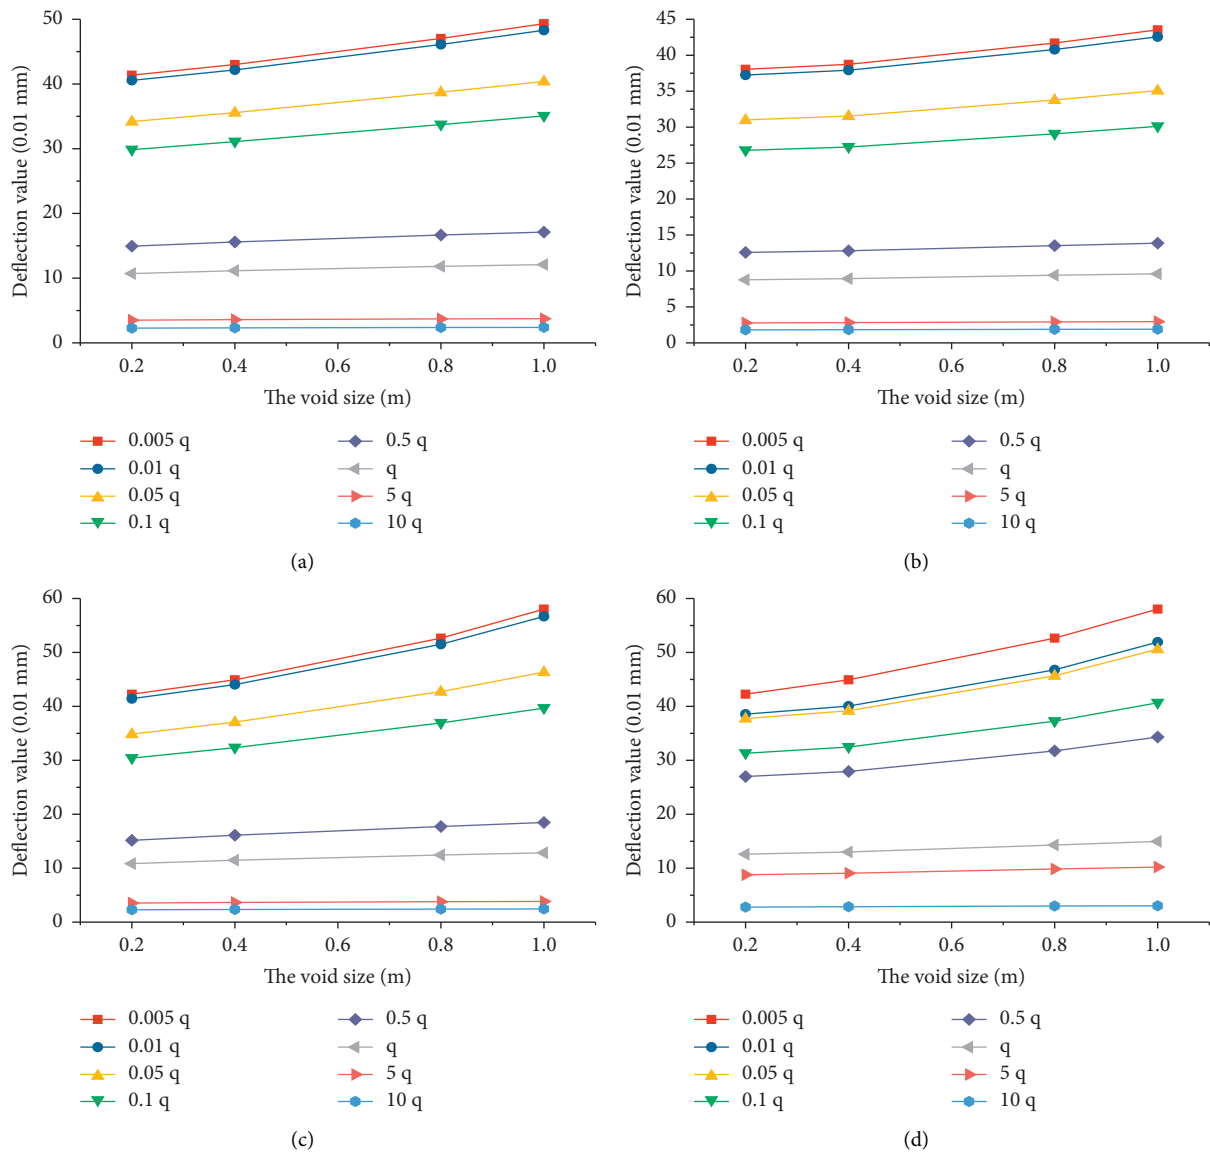 50
40
30
20
10
0
Deflection value (0.01 mm)
0.2 0.4 0.6 0.8 1.0
The void size (m)
0.005 q 0.5 q
0.01 q q
0.05 q 5 q
0.1 q 10 q
(a)
45
40
35
30
25
20
15
10
5
0
Deflection value (0.01 mm)
0.2 0.4 0.6 0.8 1.0
The void size (m)
0.005 q 0.5 q
0.01 q q
0.05 q 5 q
0.1 q 10 q
(b)
60
50
40
30
20
10
0
Deflection value (0.01 mm)
0.2 0.4 0.6 0.8 1.0
The void size (m)
0.005 q 0.5 q
0.01 q q
0.05 q 5 q
0.1 q 10 q
(c)
60
50
40
30
20
10
0
Deflection value (0.01 mm)
0.2 0.4 0.6 0.8 1.0
The void size (m)
0.005 q 0.5 q
0.01 q q
0.05 q 5 q
0.1 q 10 q
(d)